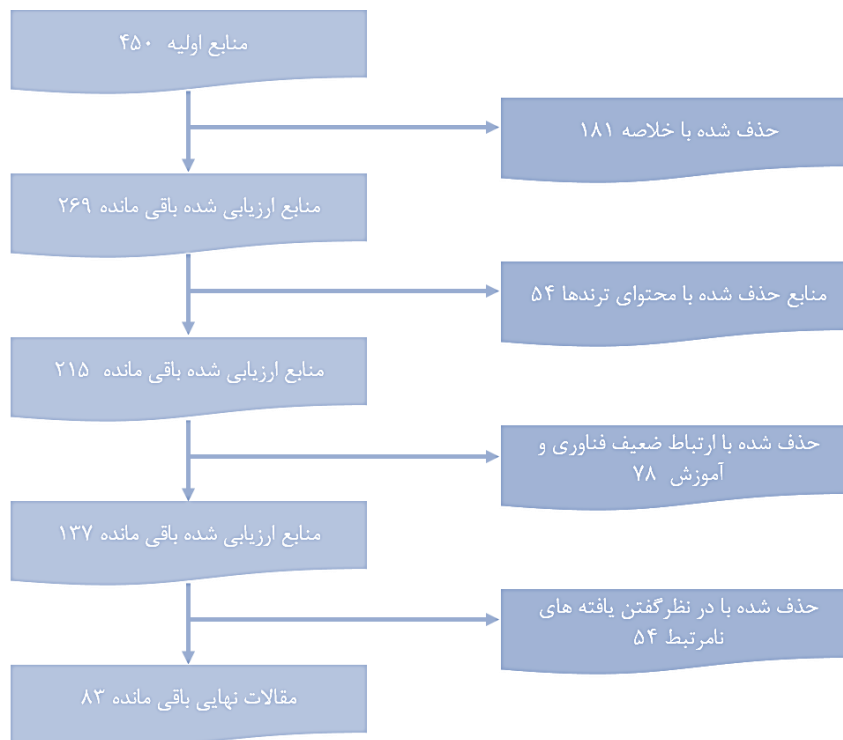 منابع اولیه ۴۵۰
حذف شده با خلاصه ۱۸۱
منابع ارزیابی شده باقی مانده ۲۶۹
منابع حذف شده با محتوای ترندها ۵۴
منابع ارزیابی شده باقی مانده ۲۱۵
حذف شده با ارتباط ضعیف فناوری و
آموزش ۷۸
منابع ارزیابی شده باقی مانده ۱۳۷
حذف شده با در نظرگفتن یافته های
نامرتبط ۵۴
مقالات نهایی باقی مانده ۸۳